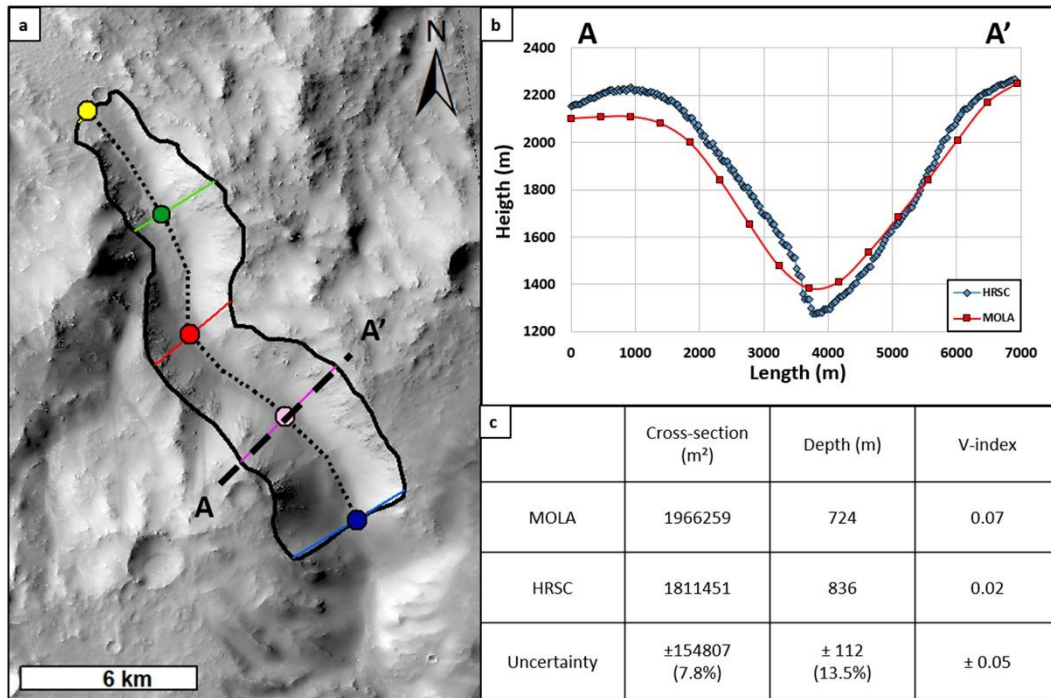 a
N
A'
A
6 km
b
A A'
2400
2200
2000
1800
1600
1400
1200
Heigth (m)
0 1000 2000 3000 4000 5000 6000 7000
Length (m)
HRSC
MOLA
c
Cross-section (m²) Depth (m) V-index
MOLA 1966259 724 0.07
HRSC 1811451 836 0.02
Uncertainty ±154807 (7.8%) ± 112 (13.5%) ± 0.05